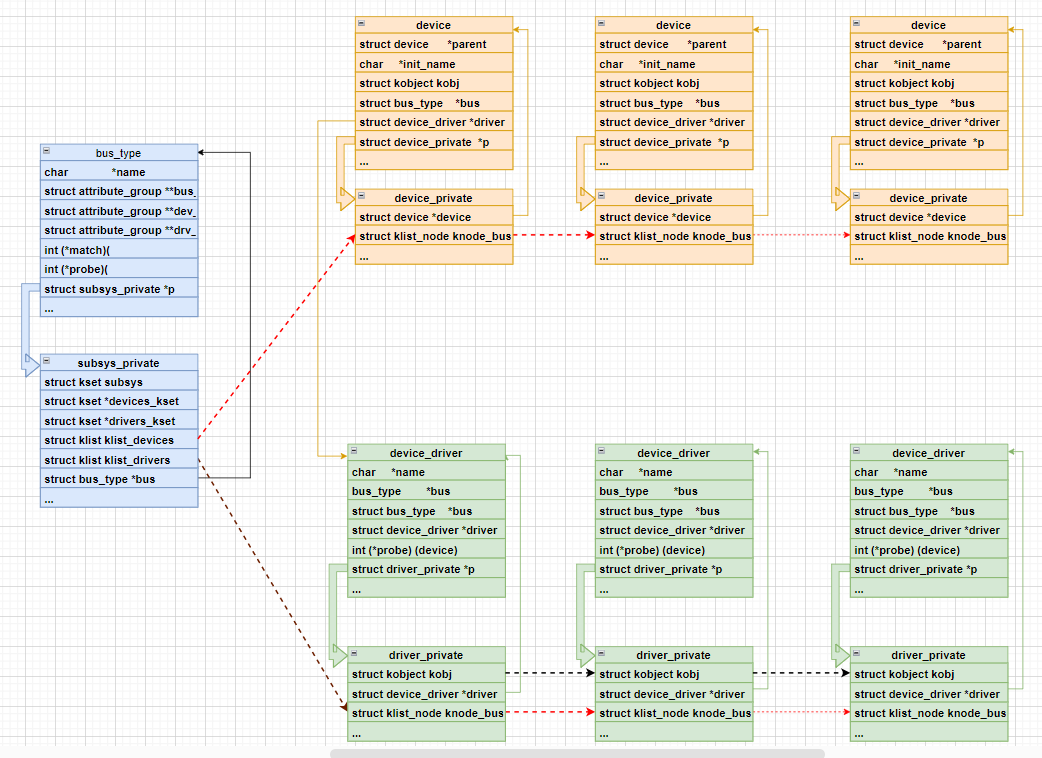 bus_type
char *name
struct attribute_group **bus_
struct attribute_group **dev_
struct attribute_group **drv_
int (*match)(
int (*probe)(
struct subsys_private *p
...
subsys_private
struct kset subsys
struct kset *devices_kset
struct kset *drivers_kset
struct klist klist_devices
struct klist klist_drivers
struct bus_type *bus
...
device
struct device *parent
char *init_name
struct kobject kobj
struct bus_type *bus
struct device_driver *driver
struct device_private *p
...
device_private
struct device *device
struct klist_node knode_bus
...
device
struct device *parent
char *init_name
struct kobject kobj
struct bus_type *bus
struct device_driver *driver
struct device_private *p
...
device_private
struct device *device
struct klist_node knode_bus
...
device
struct device *parent
char *init_name
struct kobject kobj
struct bus_type *bus
struct device_driver *driver
struct device_private *p
...
device_private
struct device *device
struct klist_node knode_bus
...
device_driver
char *name
bus_type *bus
struct bus_type *bus
struct device_driver *driver
int (*probe) (device)
struct driver_private *p
...
driver_private
struct kobject kobj
struct device_driver *driver
struct klist_node knode_bus
...
device_driver
char *name
bus_type *bus
struct bus_type *bus
struct device_driver *driver
int (*probe) (device)
struct driver_private *p
...
driver_private
struct kobject kobj
struct device_driver *driver
struct klist_node knode_bus
...
device_driver
char *name
bus_type *bus
struct bus_type *bus
struct device_driver *driver
int (*probe) (device)
struct driver_private *p
...
driver_private
struct kobject kobj
struct device_driver *driver
struct klist_node knode_bus
...